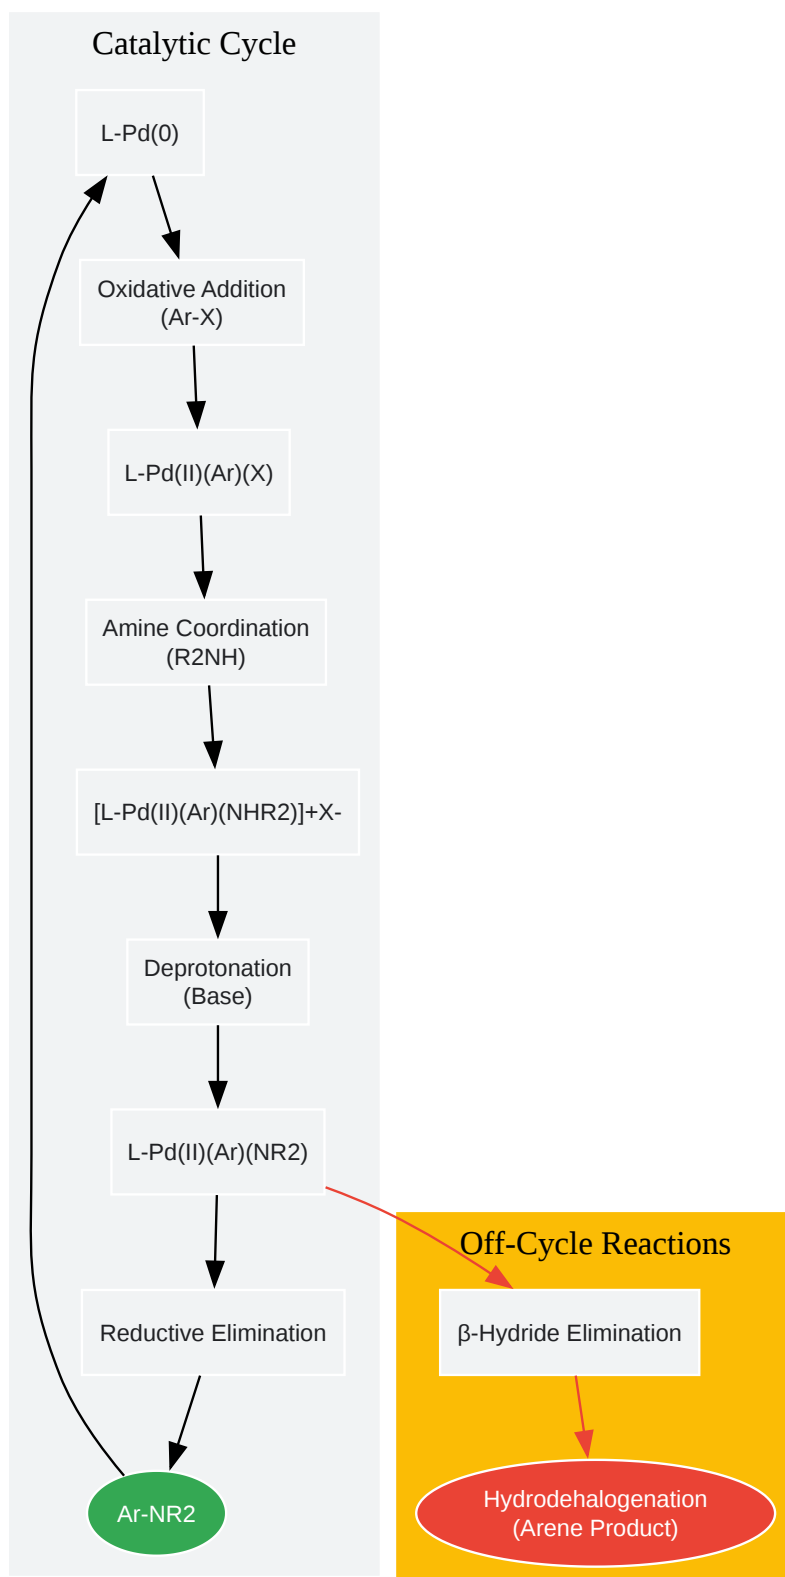 Catalytic Cycle
L-Pd(0)
Oxidative Addition
(Ar-X)
L-Pd(II)(Ar)(X)
Amine Coordination
(R2NH)
[L-Pd(II)(Ar)(NHR2)]+X-
Deprotonation
(Base)
L-Pd(II)(Ar)(NR2)
Reductive Elimination
Ar-NR2
Off-Cycle Reactions
β-Hydride Elimination
Hydrodehalogenation
(Arene Product)